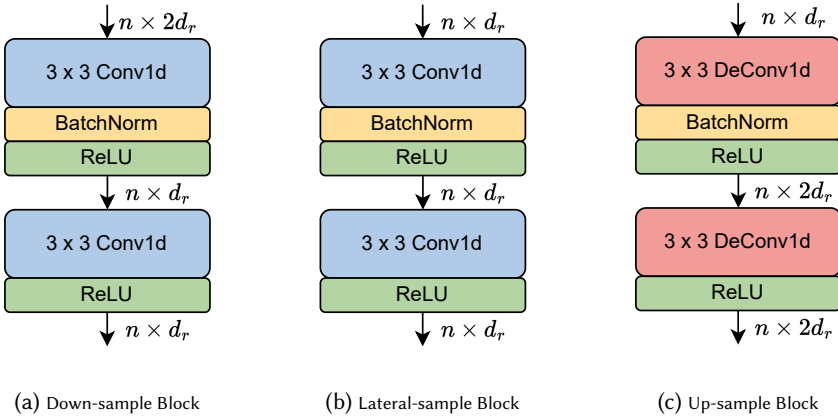 n × 2d_r
3 x 3 Conv1d
BatchNorm
ReLU
n × d_r
3 x 3 Conv1d
ReLU
n × d_r
(a) Down-sample Block
n × d_r
3 x 3 Conv1d
BatchNorm
ReLU
n × d_r
3 x 3 Conv1d
ReLU
n × d_r
(b) Lateral-sample Block
n × d_r
3 x 3 DeConv1d
BatchNorm
ReLU
n × 2d_r
3 x 3 DeConv1d
ReLU
n × 2d_r
(c) Up-sample Block